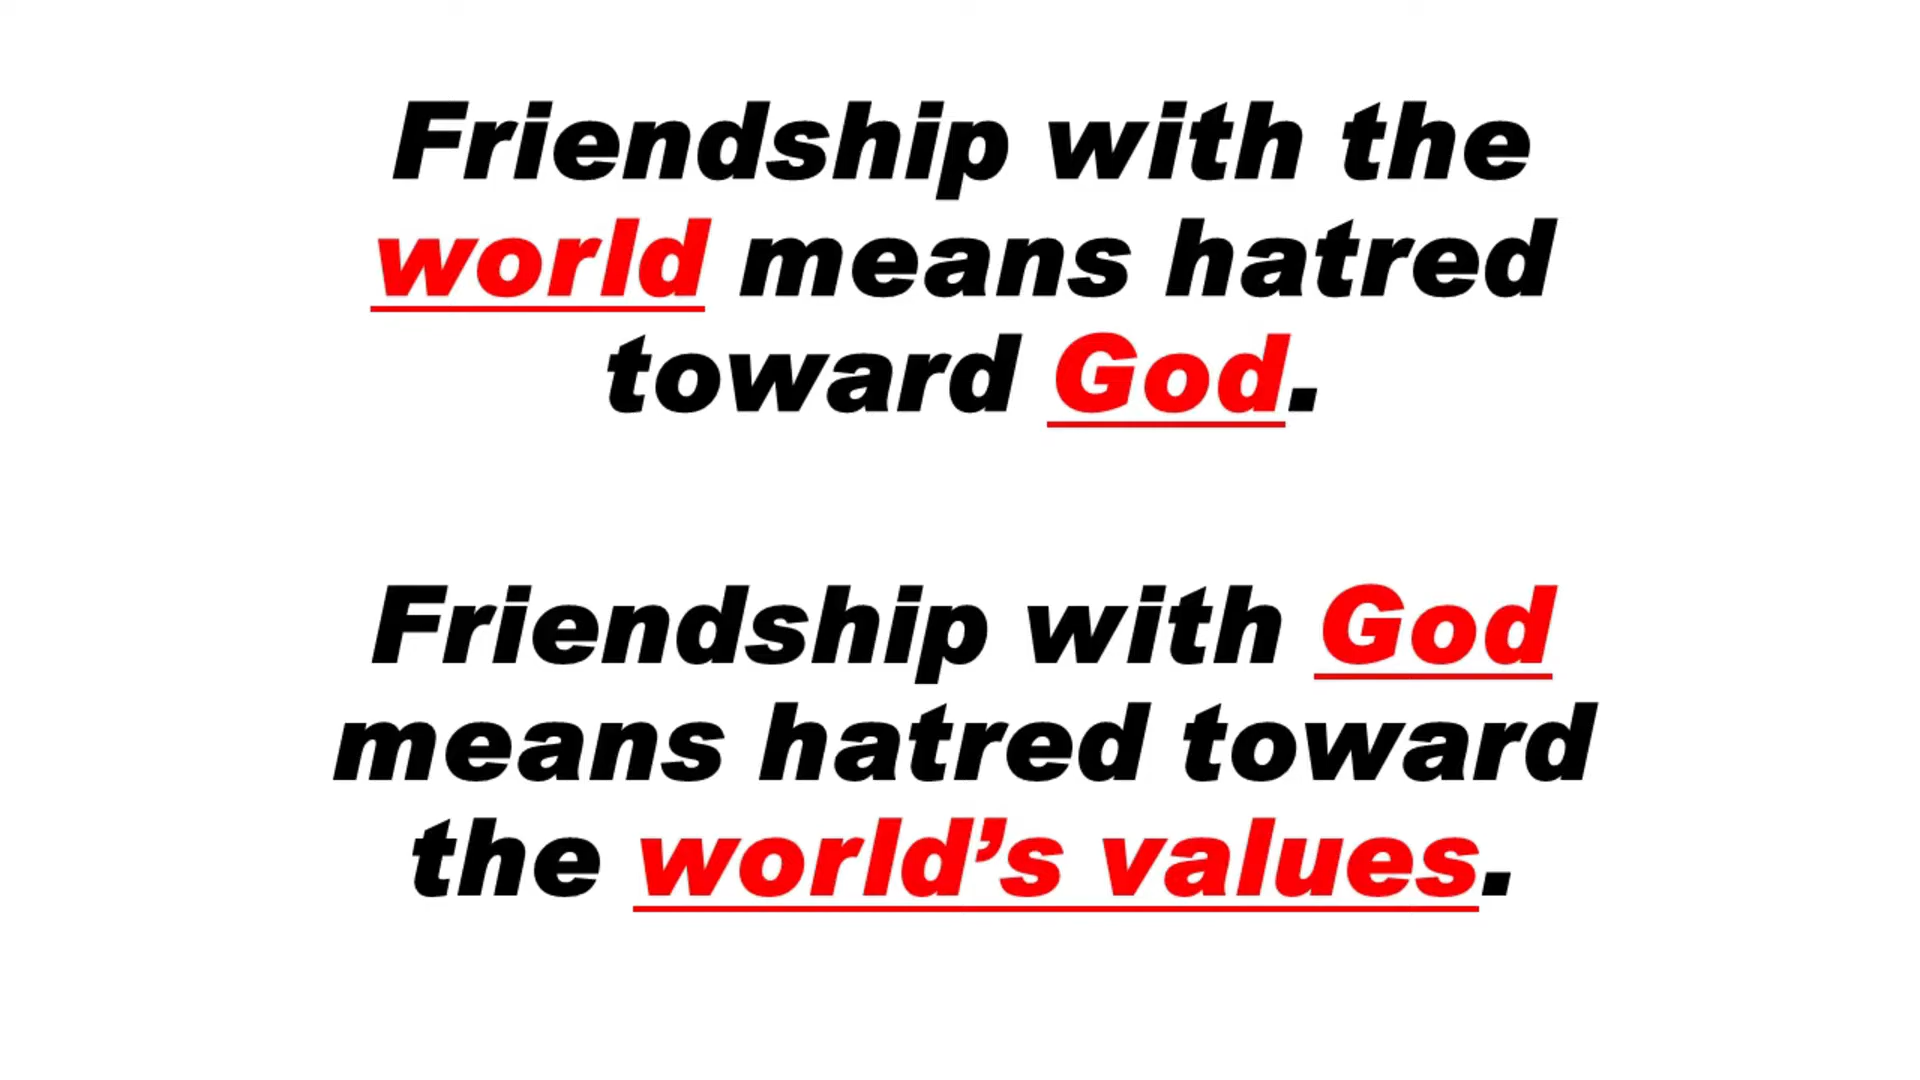 Friendship with the
world means hatred
toward God.
Friendship with God
means hatred toward
the world’s values.